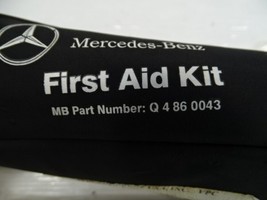 Mercedes-Benz
First Aid Kit
MB Part Number: Q 4 86 0043